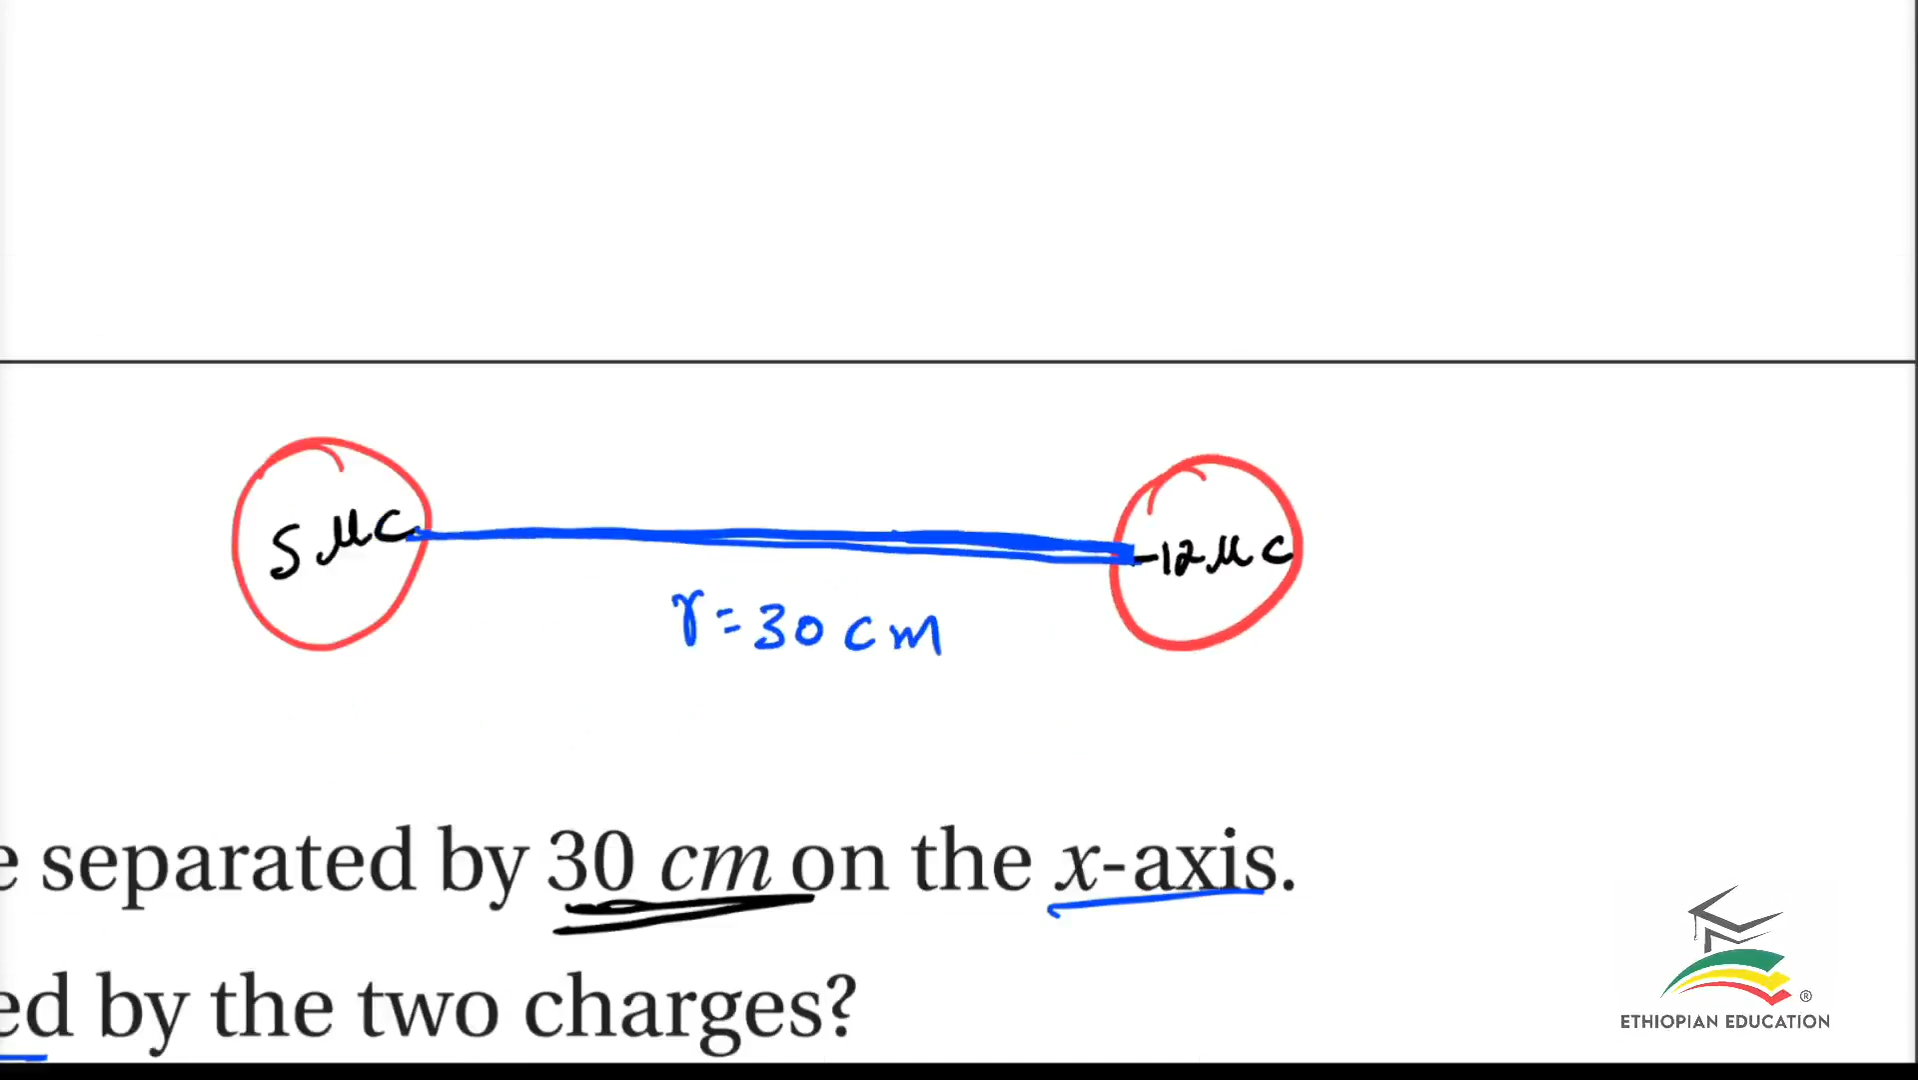 5 μC
-12 μC
r = 30 cm
e separated by 30 cm on the x-axis.
ed by the two charges?
®
ETHIOPIAN EDUCATION